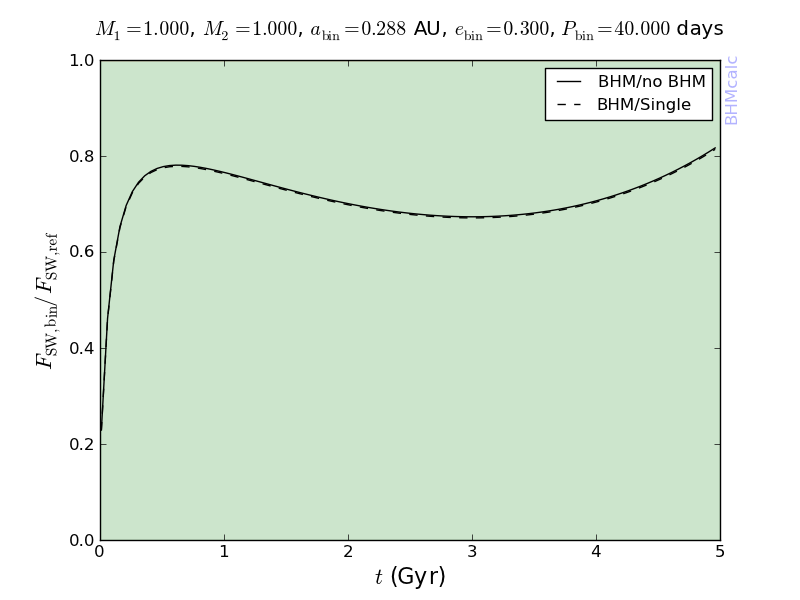 M₁ = 1.000, M₂ = 1.000, a_bin = 0.288 AU, e_bin = 0.300, P_bin = 40.000 days
BHMcalc
BHM/no BHM
BHM/Single
F_SW,bin / F_SW,ref
1.0
0.8
0.6
0.4
0.2
0.0
0 1 2 3 4 5
t (Gyr)